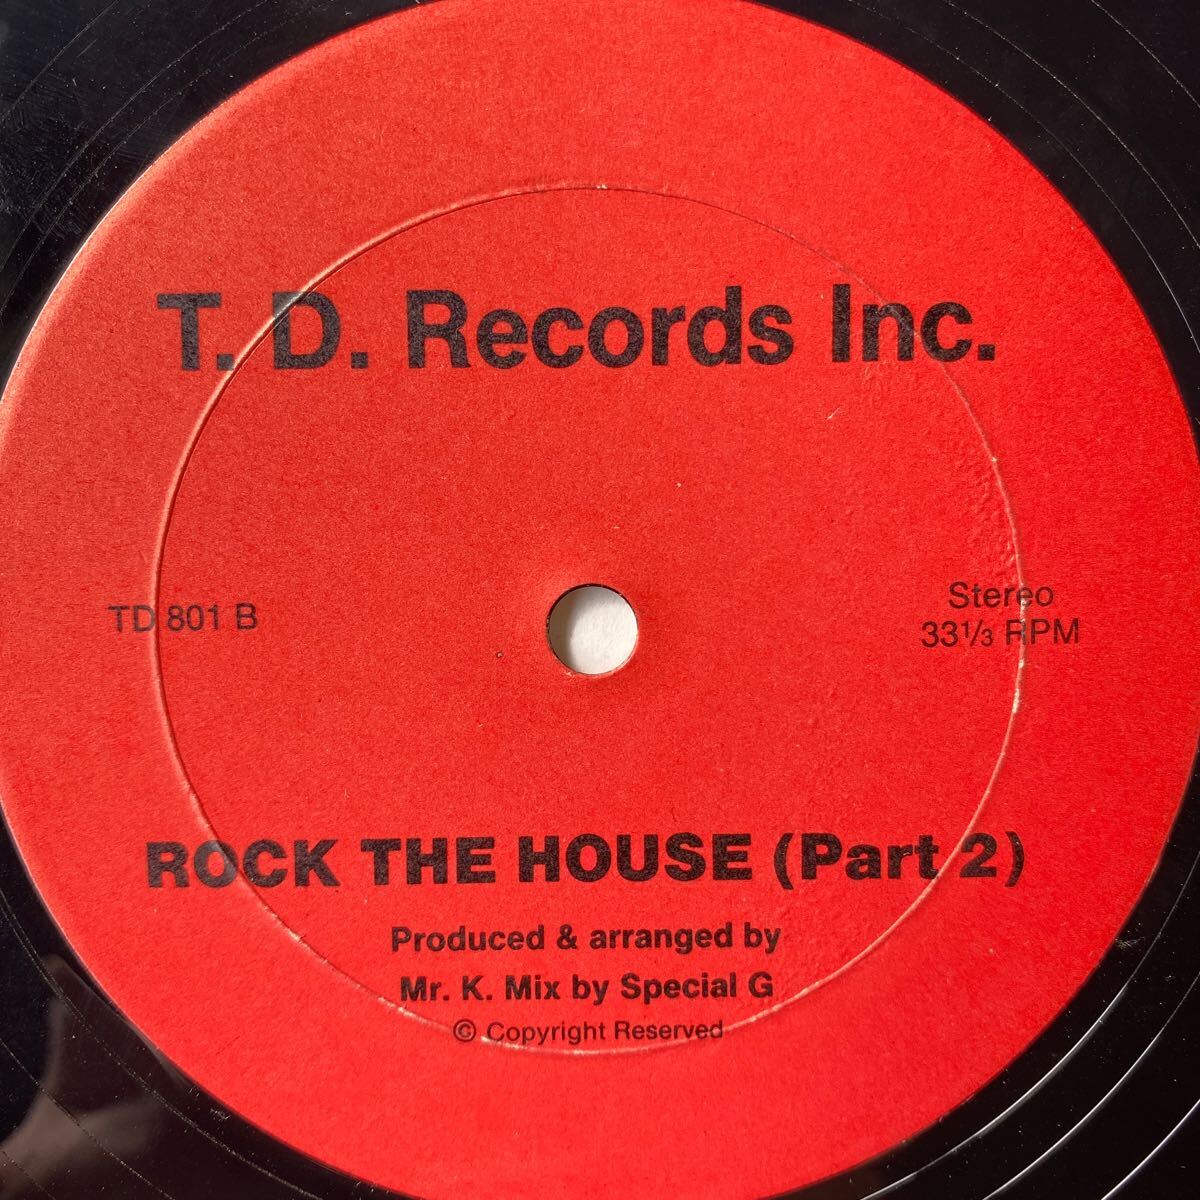 T. D. Records Inc.
TD 801 B
Stereo
33⅓ RPM
ROCK THE HOUSE (Part 2)
Produced & arranged by
Mr. K. Mix by Special G
© Copyright Reserved